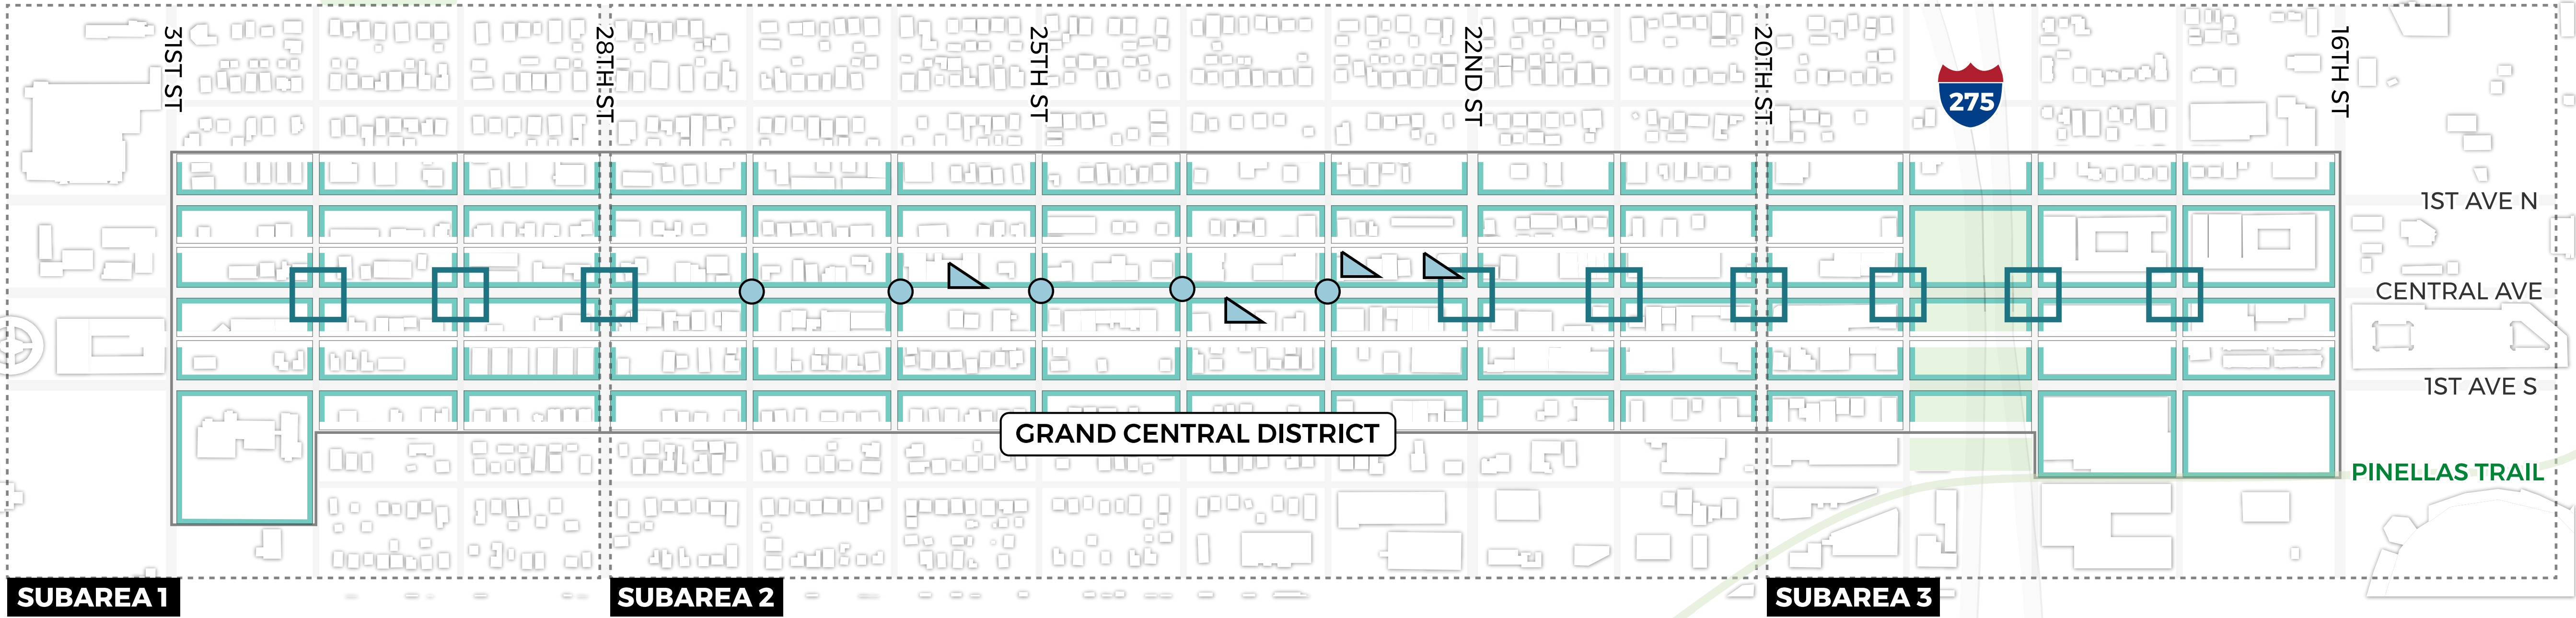 31ST ST
28TH ST
25TH ST
22ND ST
20TH ST
275
16TH ST
1ST AVE N
CENTRAL AVE
1ST AVE S
GRAND CENTRAL DISTRICT
PINELLAS TRAIL
SUBAREA 1
SUBAREA 2
SUBAREA 3